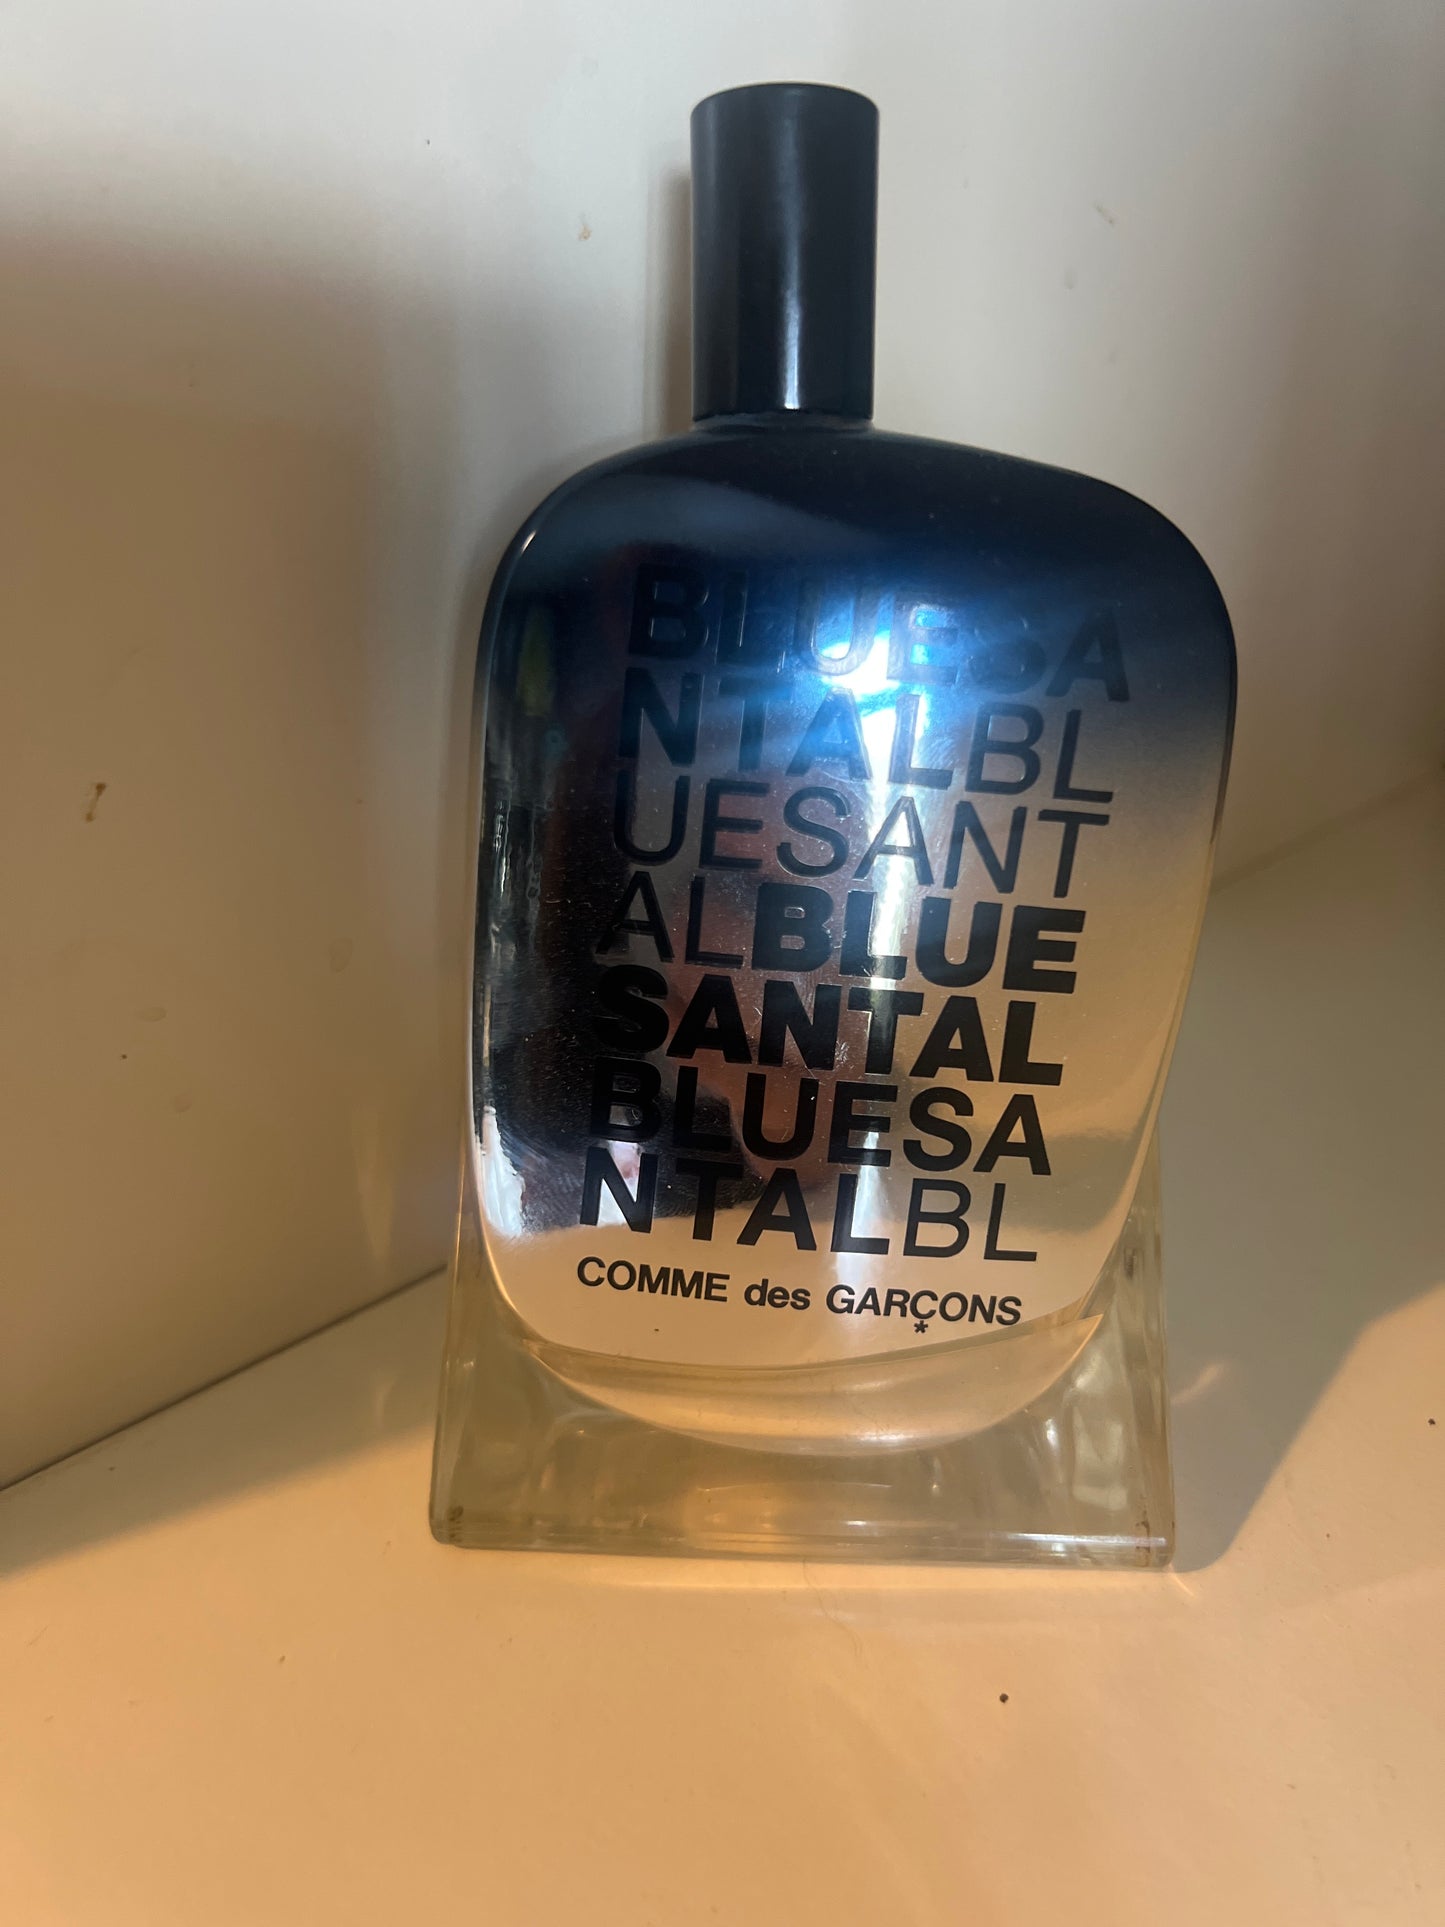 BLUESA
NTALBL
UESANT
ALBLUE
SANTAL
BLUESA
NTALBL
COMME des GARÇONS
*